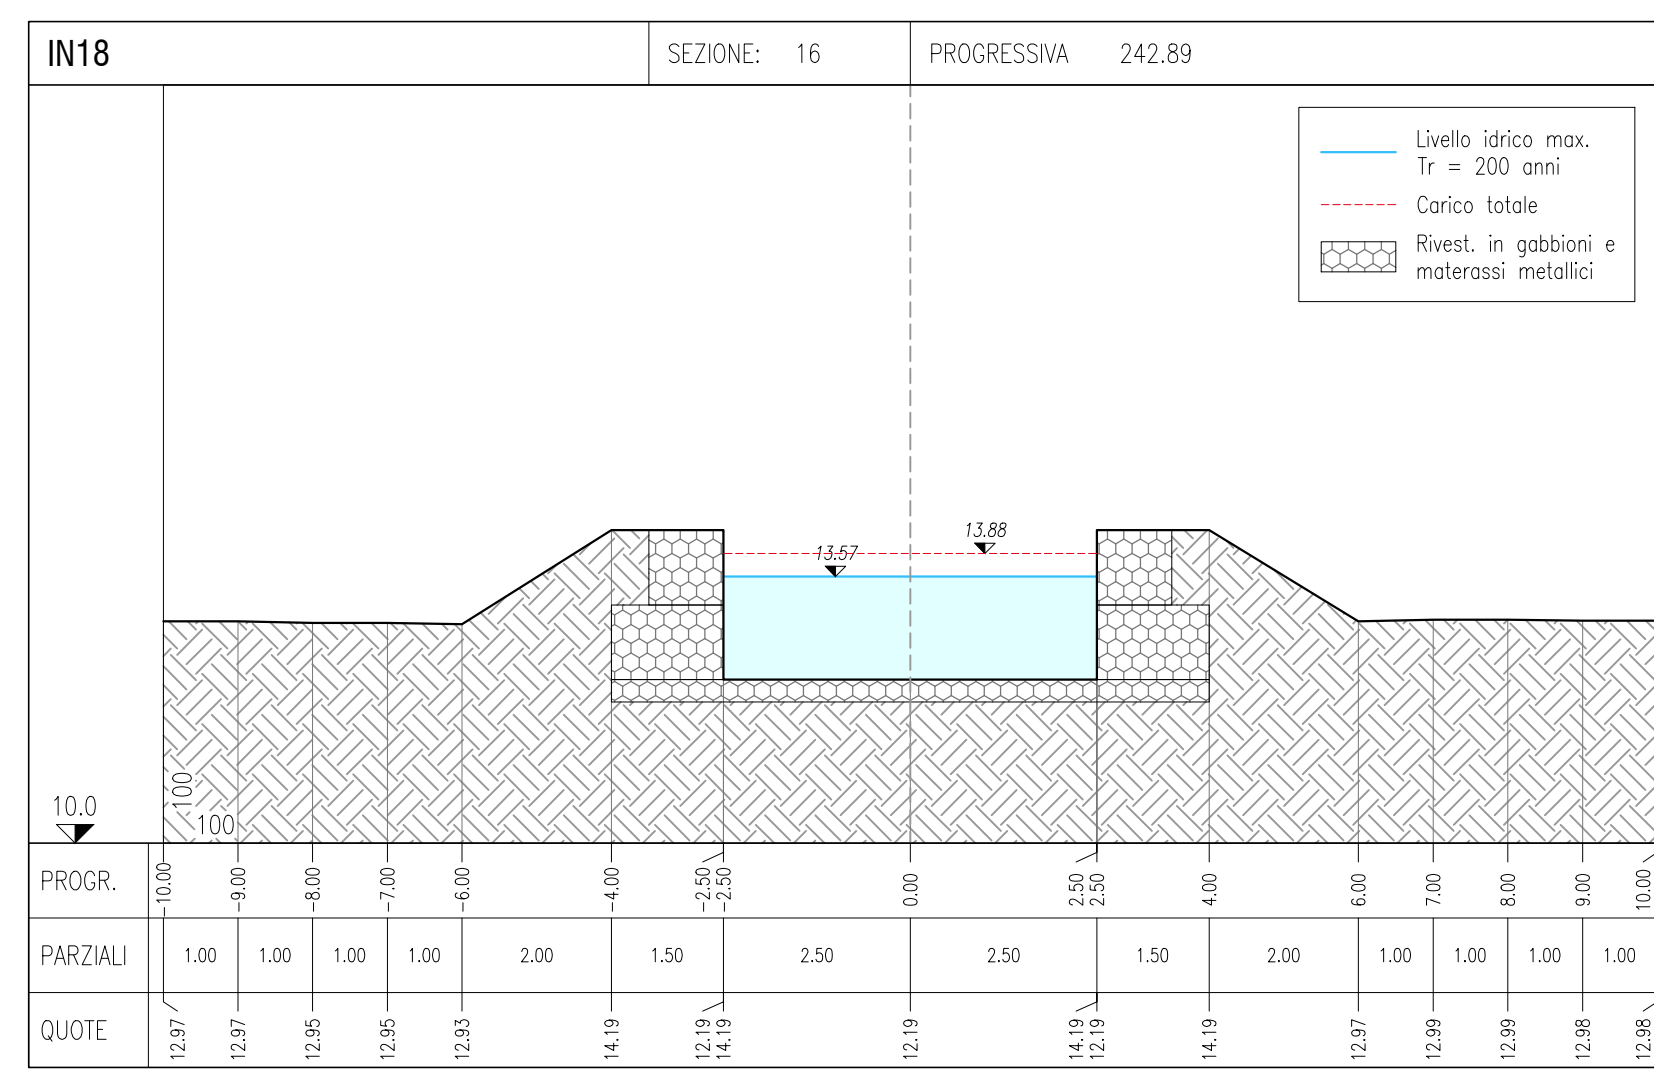 IN18
SEZIONE: 16
PROGRESSIVA 242.89
Livello idrico max.
Tr = 200 anni
Carico totale
Rivest. in gabbioni e
materassi metallici
13.88
13.57
100
100
10.0
PROGR. -10.00 -9.00 -8.00 -7.00 -6.00 -4.00 -2.50 -2.50 0.00 2.50 2.50 4.00 6.00 7.00 8.00 9.00 10.00
PARZIALI 1.00 1.00 1.00 1.00 2.00 1.50 2.50 2.50 1.50 2.00 1.00 1.00 1.00 1.00
QUOTE 12.97 12.97 12.95 12.95 12.93 14.19 12.19 14.19 12.19 14.19 12.19 14.19 12.97 12.99 12.99 12.98 12.98